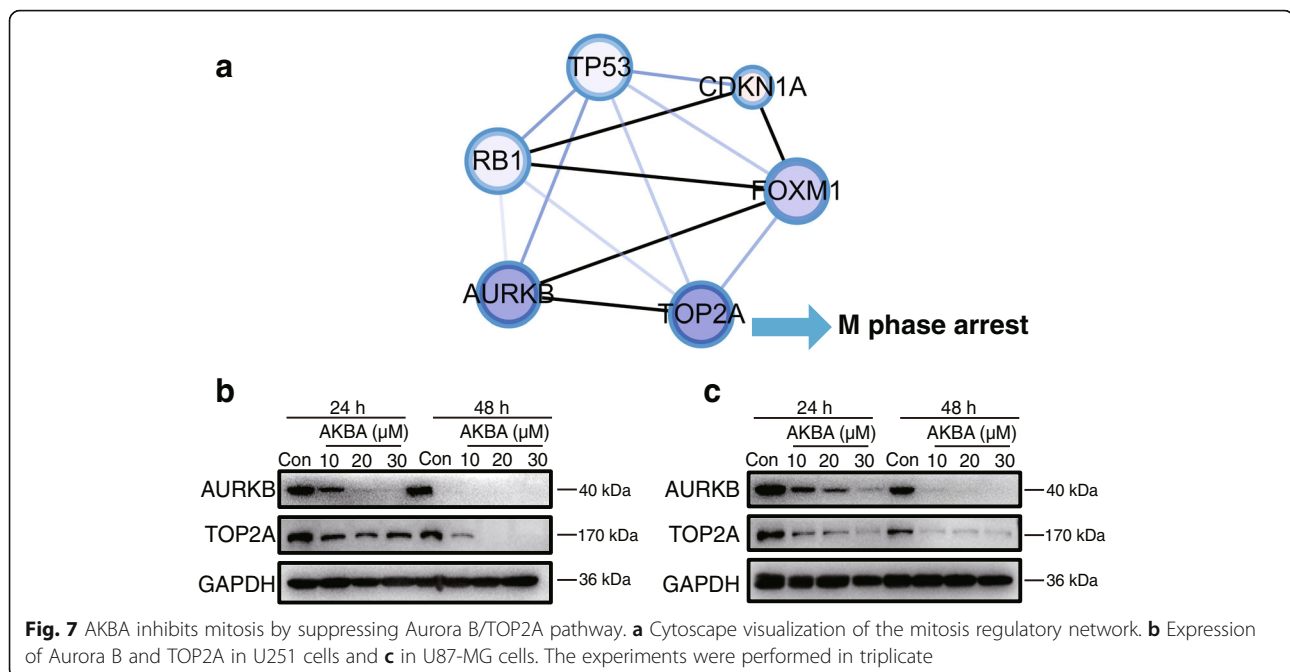 a
TP53
CDKN1A
RB1
FOXM1
AURKB
TOP2A
M phase arrest
b
24 h
48 h
AKBA (µM)
AKBA (µM)
Con 10 20 30 Con 10 20 30
AURKB
40 kDa
TOP2A
170 kDa
GAPDH
36 kDa
c
24 h
48 h
AKBA (µM)
AKBA (µM)
Con 10 20 30 Con 10 20 30
AURKB
40 kDa
TOP2A
170 kDa
GAPDH
36 kDa
Fig. 7 AKBA inhibits mitosis by suppressing Aurora B/TOP2A pathway. a Cytoscape visualization of the mitosis regulatory network. b Expression
of Aurora B and TOP2A in U251 cells and c in U87-MG cells. The experiments were performed in triplicate